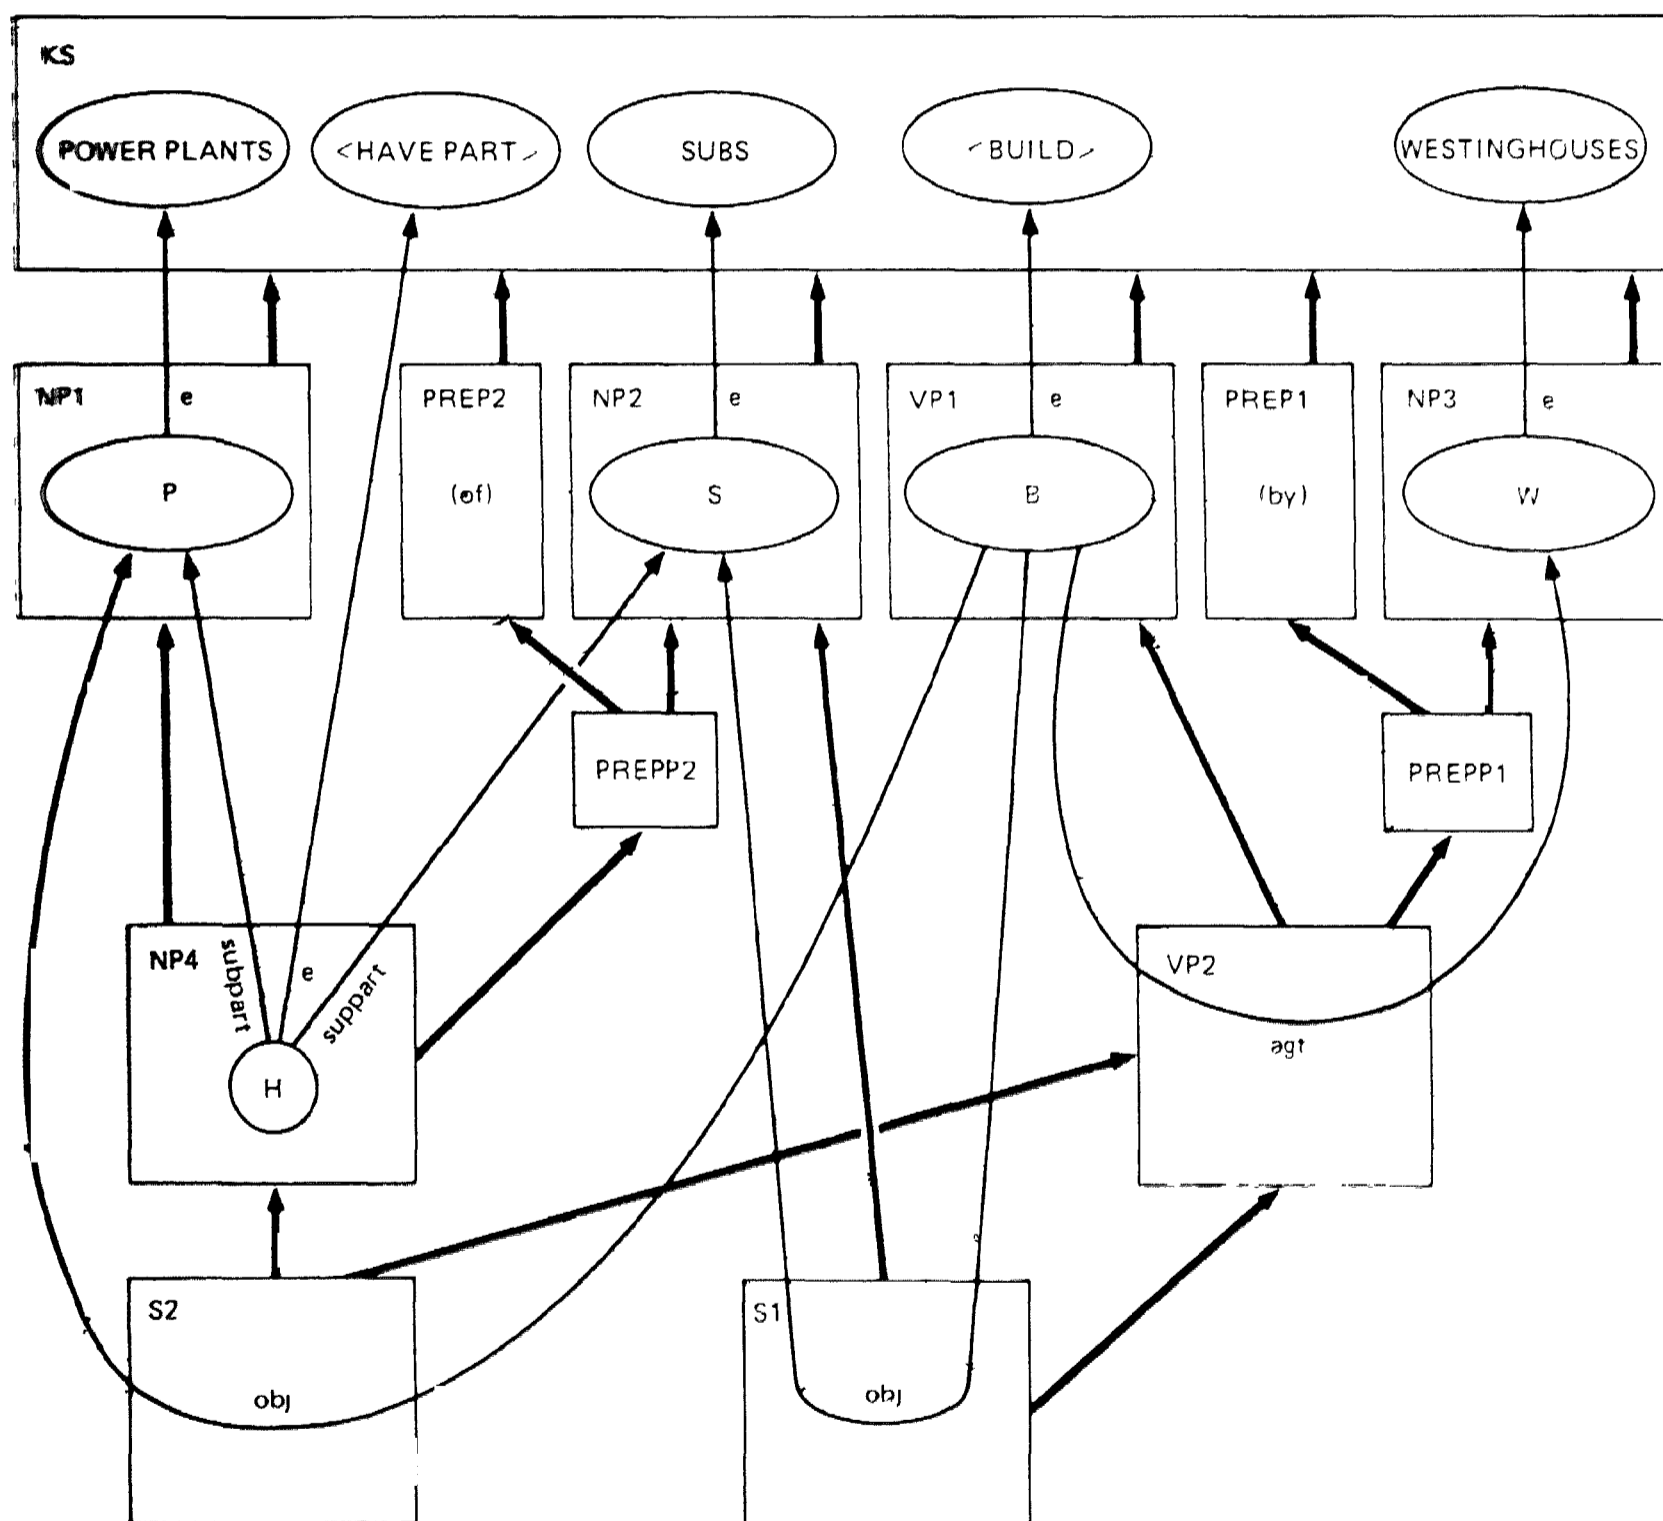 KS
POWER PLANTS
<HAVE PART>
SUBS
<BUILD>
WESTINGHOUSES
NP1
e
PREP2
NP2
e
VP1
e
PREP1
NP3
e
P
(of)
S
B
(by)
W
PREPP2
PREPP1
NP4
subpart
e
suppart
VP2
agt
H
S2
S1
obj
obj